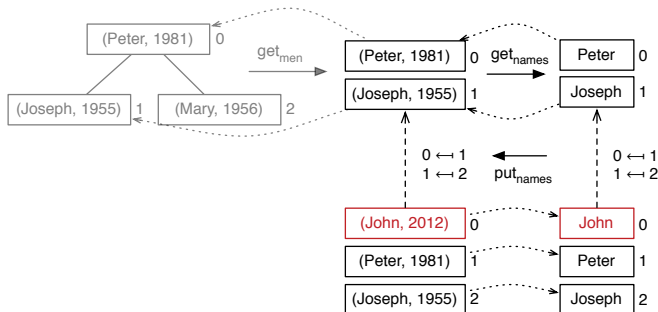 (Peter, 1981) 0
get_men
(Joseph, 1955) 1 (Mary, 1956) 2
(Peter, 1981) 0
(Joseph, 1955) 1
get_names
Peter 0
Joseph 1
0 ↤ 1
1 ↤ 2
put_names
0 ↤ 1
1 ↤ 2
(John, 2012) 0
John 0
(Peter, 1981) 1
Peter 1
(Joseph, 1955) 2
Joseph 2